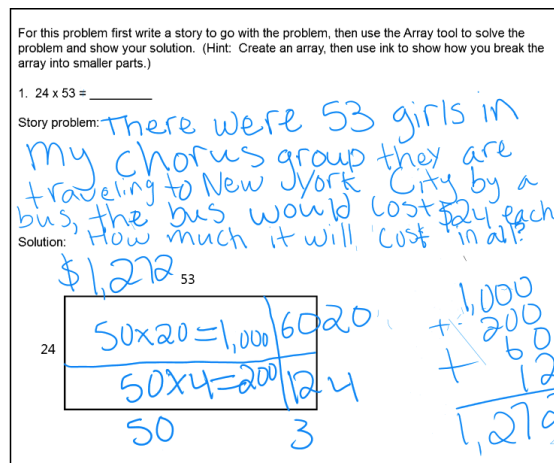 For this problem first write a story to go with the problem, then use the Array tool to solve the
problem and show your solution. (Hint: Create an array, then use ink to show how you break the
array into smaller parts.)
1. 24 x 53 = ________
Story problem: There were 53 girls in
my chorus group they are
traveling to New York City by a
bus, the bus would cost $24 each
How much it will cost in all?
Solution:
$1,272
53
24
50x20=1,000 60 20
50x4=200 12 4
50 3
1,000
+ 200
60
+ 12
1,272